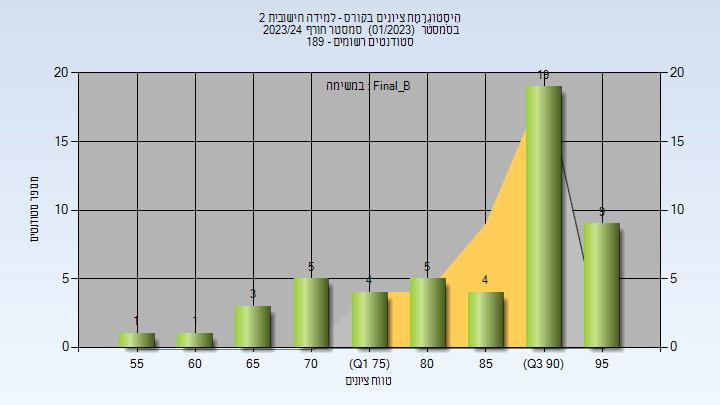 היסטוגרמת ציונים בקורס - למידה חישובית 2
בסמסטר (01/2023) סמסטר חורף 2023/24
סטודנטים רשומים - 189
במשימה : Final_B
20 20
15 15
10 10
5 5
0 0
1 1 3 5 4 5 4 19 9
55 60 65 70 (Q1 75) 80 85 (Q3 90) 95
מספר סטודנטים
טווח ציונים